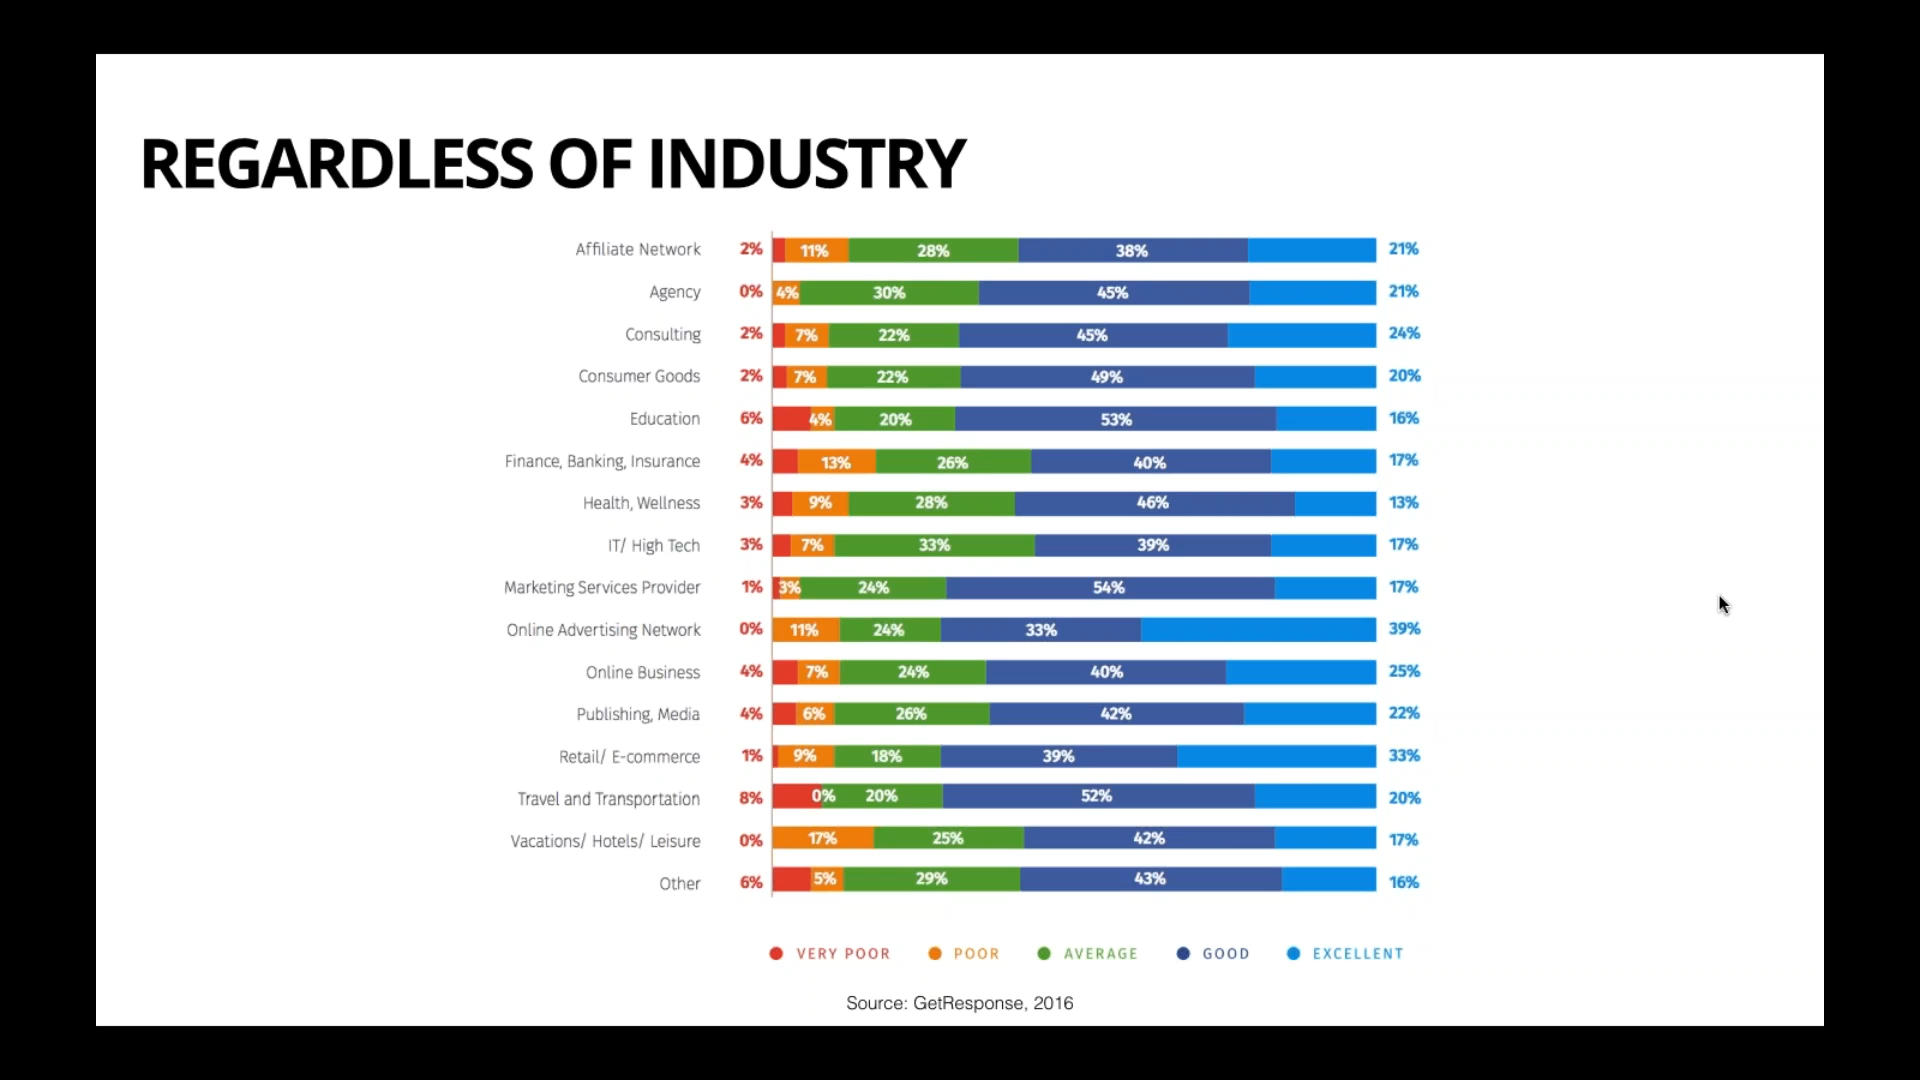 REGARDLESS OF INDUSTRY
Affiliate Network 2% 11% 28% 38% 21%
Agency 0% 4% 30% 45% 21%
Consulting 2% 7% 22% 45% 24%
Consumer Goods 2% 7% 22% 49% 20%
Education 6% 4% 20% 53% 16%
Finance, Banking, Insurance 4% 13% 26% 40% 17%
Health, Wellness 3% 9% 28% 46% 13%
IT/ High Tech 3% 7% 33% 39% 17%
Marketing Services Provider 1% 3% 24% 54% 17%
Online Advertising Network 0% 11% 24% 33% 39%
Online Business 4% 7% 24% 40% 25%
Publishing, Media 4% 6% 26% 42% 22%
Retail/ E-commerce 1% 9% 18% 39% 33%
Travel and Transportation 8% 0% 20% 52% 20%
Vacations/ Hotels/ Leisure 0% 17% 25% 42% 17%
Other 6% 5% 29% 43% 16%
VERY POOR POOR AVERAGE GOOD EXCELLENT
Source: GetResponse, 2016